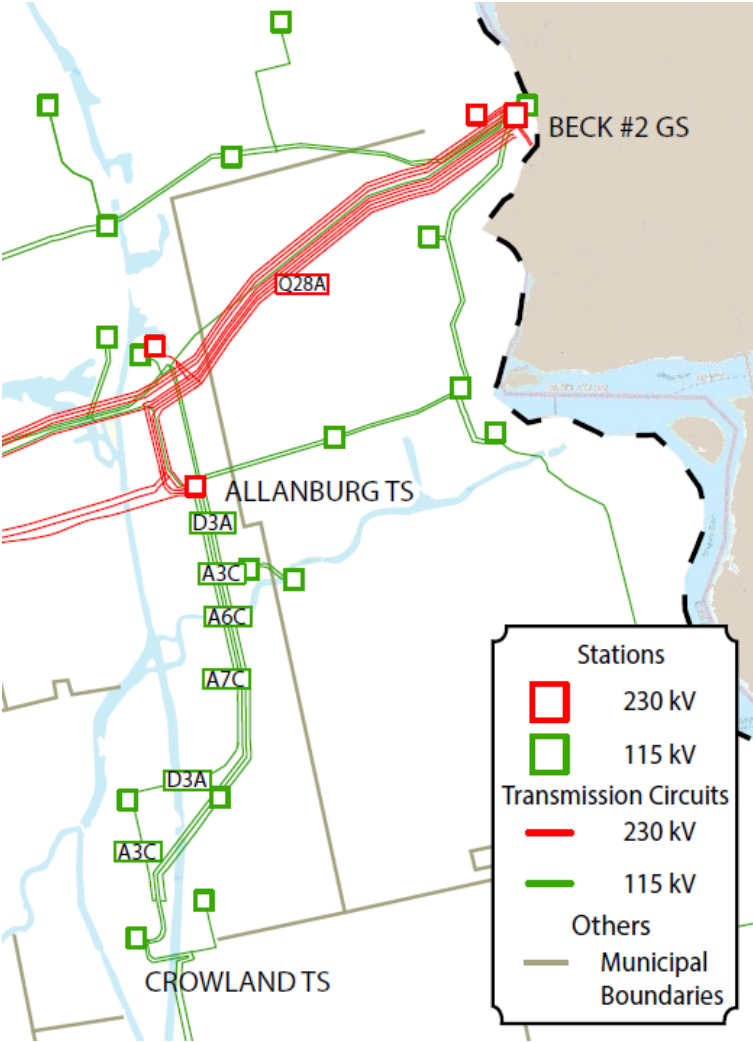 BECK #2 GS
Q28A
ALLANBURG TS
D3A
A3C
A6C
A7C
D3A
A3C
CROWLAND TS
Stations
230 kV
115 kV
Transmission Circuits
230 kV
115 kV
Others
Municipal
Boundaries